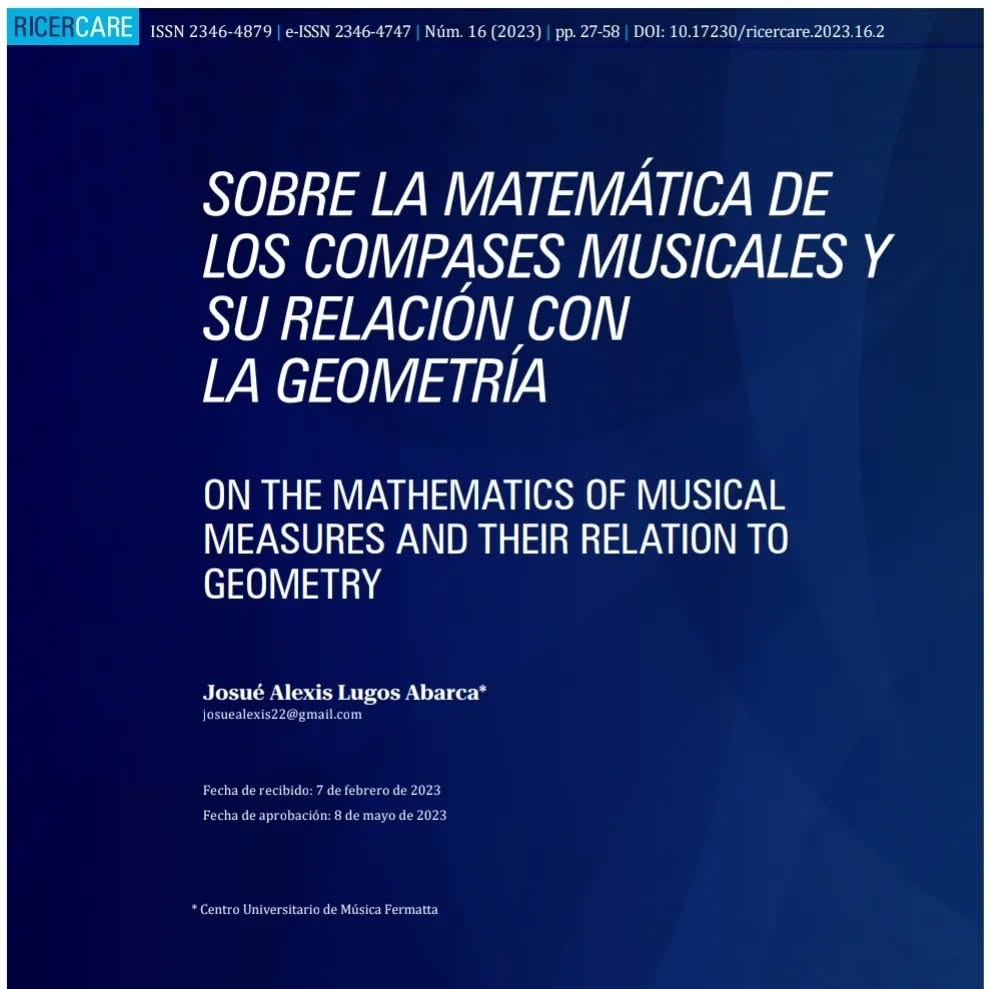 RICERCARE ISSN 2346-4879 | e-ISSN 2346-4747 | Núm. 16 (2023) | pp. 27-58 | DOI: 10.17230/ricercare.2023.16.2
SOBRE LA MATEMÁTICA DE
LOS COMPASES MUSICALES Y
SU RELACIÓN CON
LA GEOMETRÍA
ON THE MATHEMATICS OF MUSICAL
MEASURES AND THEIR RELATION TO
GEOMETRY
Josué Alexis Lugos Abarca*
josuealexis22@gmail.com
Fecha de recibido: 7 de febrero de 2023
Fecha de aprobación: 8 de mayo de 2023
* Centro Universitario de Música Fermatta